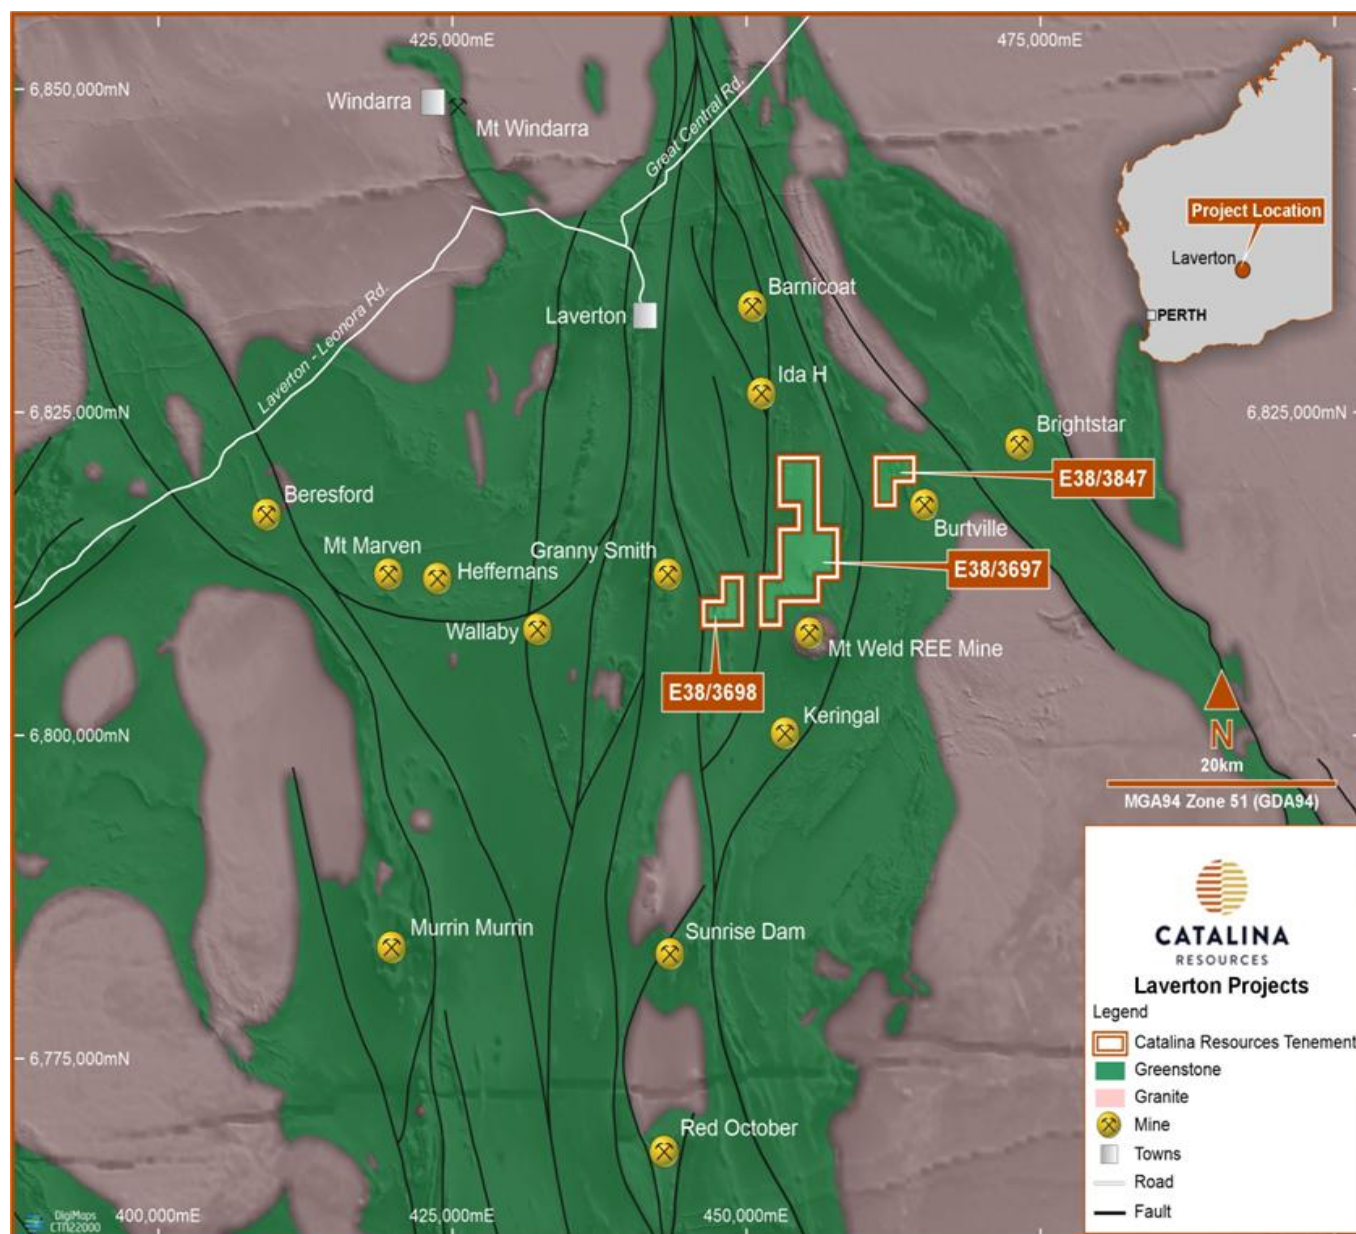 425,000mE
475,000mE
6,850,000mN
Windarra
Mt Windarra
Great Central Rd.
Project Location
Laverton
PERTH
Barnicoat
Laverton
Laverton - Leonora Rd.
Ida H
6,825,000mN
6,825,000mN
Brightstar
E38/3847
Beresford
Burtville
Mt Marven
Heffernans
Granny Smith
E38/3697
Wallaby
Mt Weld REE Mine
E38/3698
Keringal
6,800,000mN
N
20km
MGA94 Zone 51 (GDA94)
Murrin Murrin
Sunrise Dam
CATALINA
RESOURCES
Laverton Projects
Legend
Catalina Resources Tenement
Greenstone
Granite
Mine
Towns
Road
Fault
6,775,000mN
Red October
DigiMaps
CTN22000
400,000mE
425,000mE
450,000mE